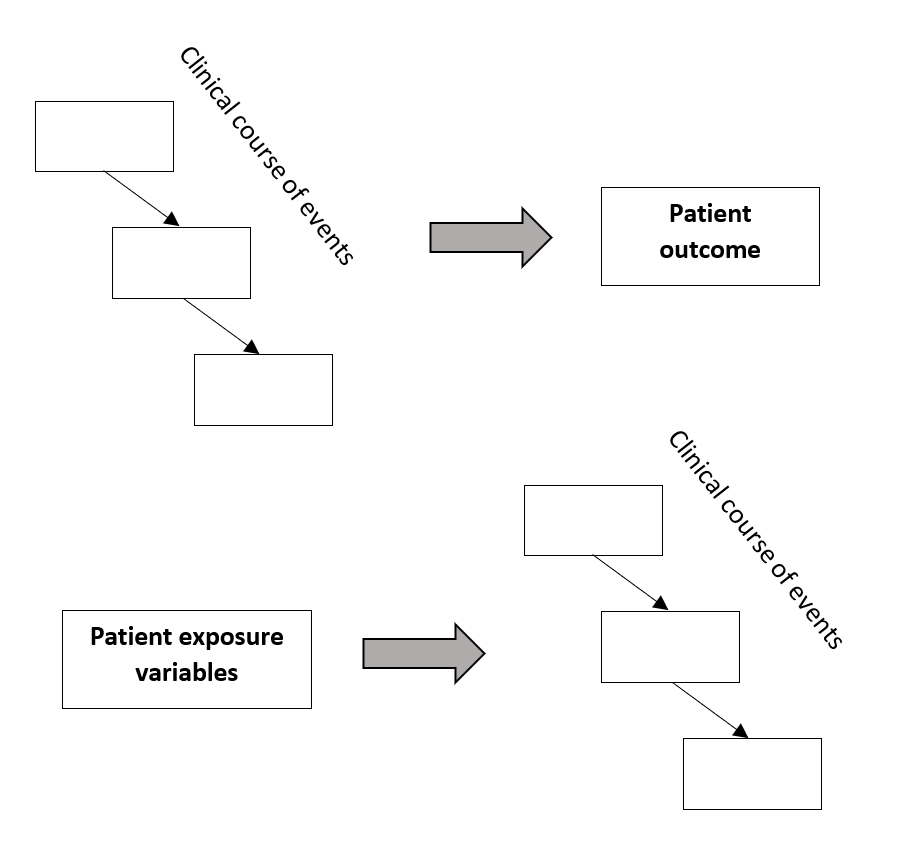 Clinical course of events
Patient
outcome
Clinical course of events
Patient exposure
variables